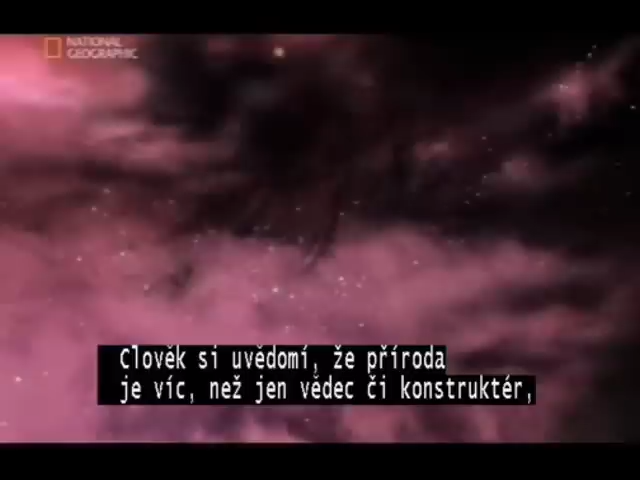 NATIONAL
GEOGRAPHIC
Clověk si uvědomí, že příroda
je víc, než jen vědec či konstruktér,